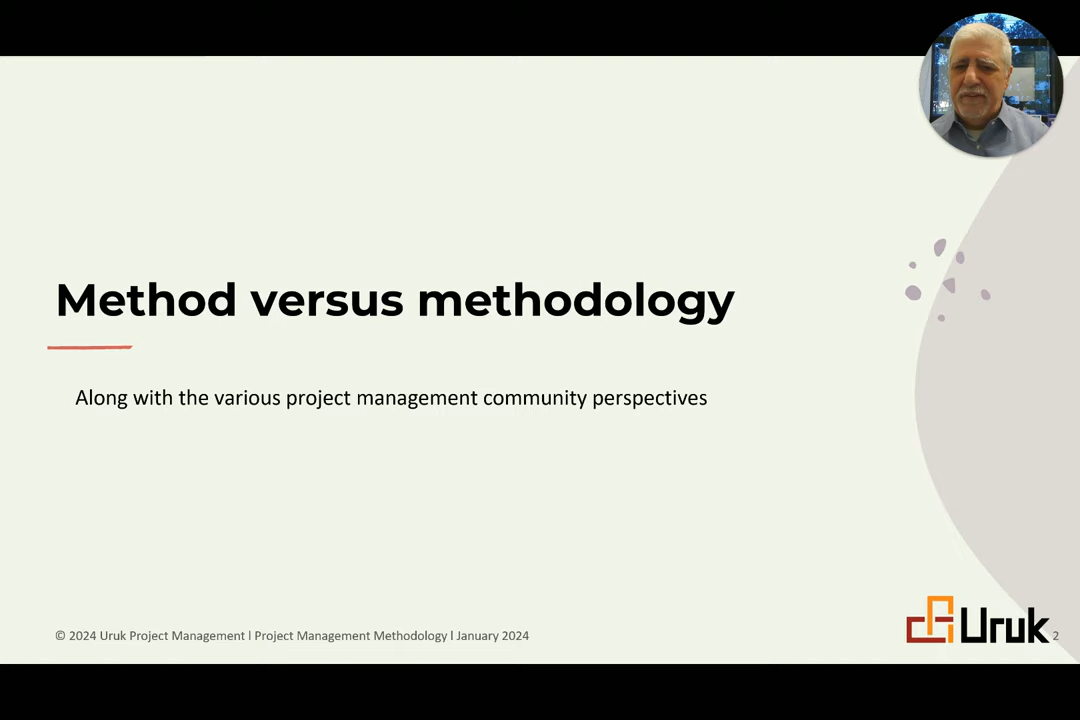 Method versus methodology
Along with the various project management community perspectives
© 2024 Uruk Project Management l Project Management Methodology l January 2024
Uruk
2